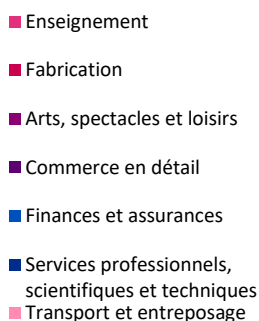 Enseignement
Fabrication
Arts, spectacles et loisirs
Commerce en détail
Finances et assurances
Services professionnels,
scientifiques et techniques
Transport et entreposage